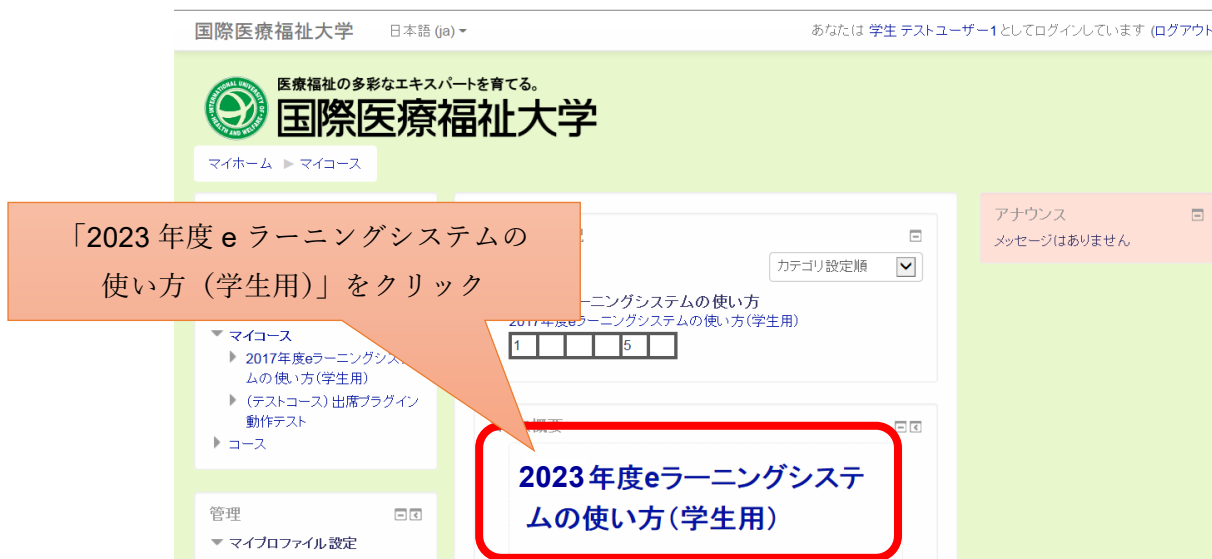 国際医療福祉大学
日本語 (ja)
あなたは 学生 テストユーザー1 としてログインしています (ログアウト
医療福祉の多彩なエキスパートを育てる。
国際医療福祉大学
INTERNATIONAL UNIVERSITY OF HEALTH AND WELFARE
マイホーム ▶ マイコース
「2023 年度 e ラーニングシステムの
使い方（学生用）」をクリック
カテゴリ設定順
ーニングシステムの使い方
2017年度eラーニングシステムの使い方(学生用)
1 5
アナウンス
メッセージはありません
マイコース
2017年度eラーニングシス
ムの使い方(学生用)
(テストコース) 出席プラグイン
動作テスト
コース
概要
2023年度eラーニングシステ
ムの使い方(学生用)
管理
マイプロファイル設定